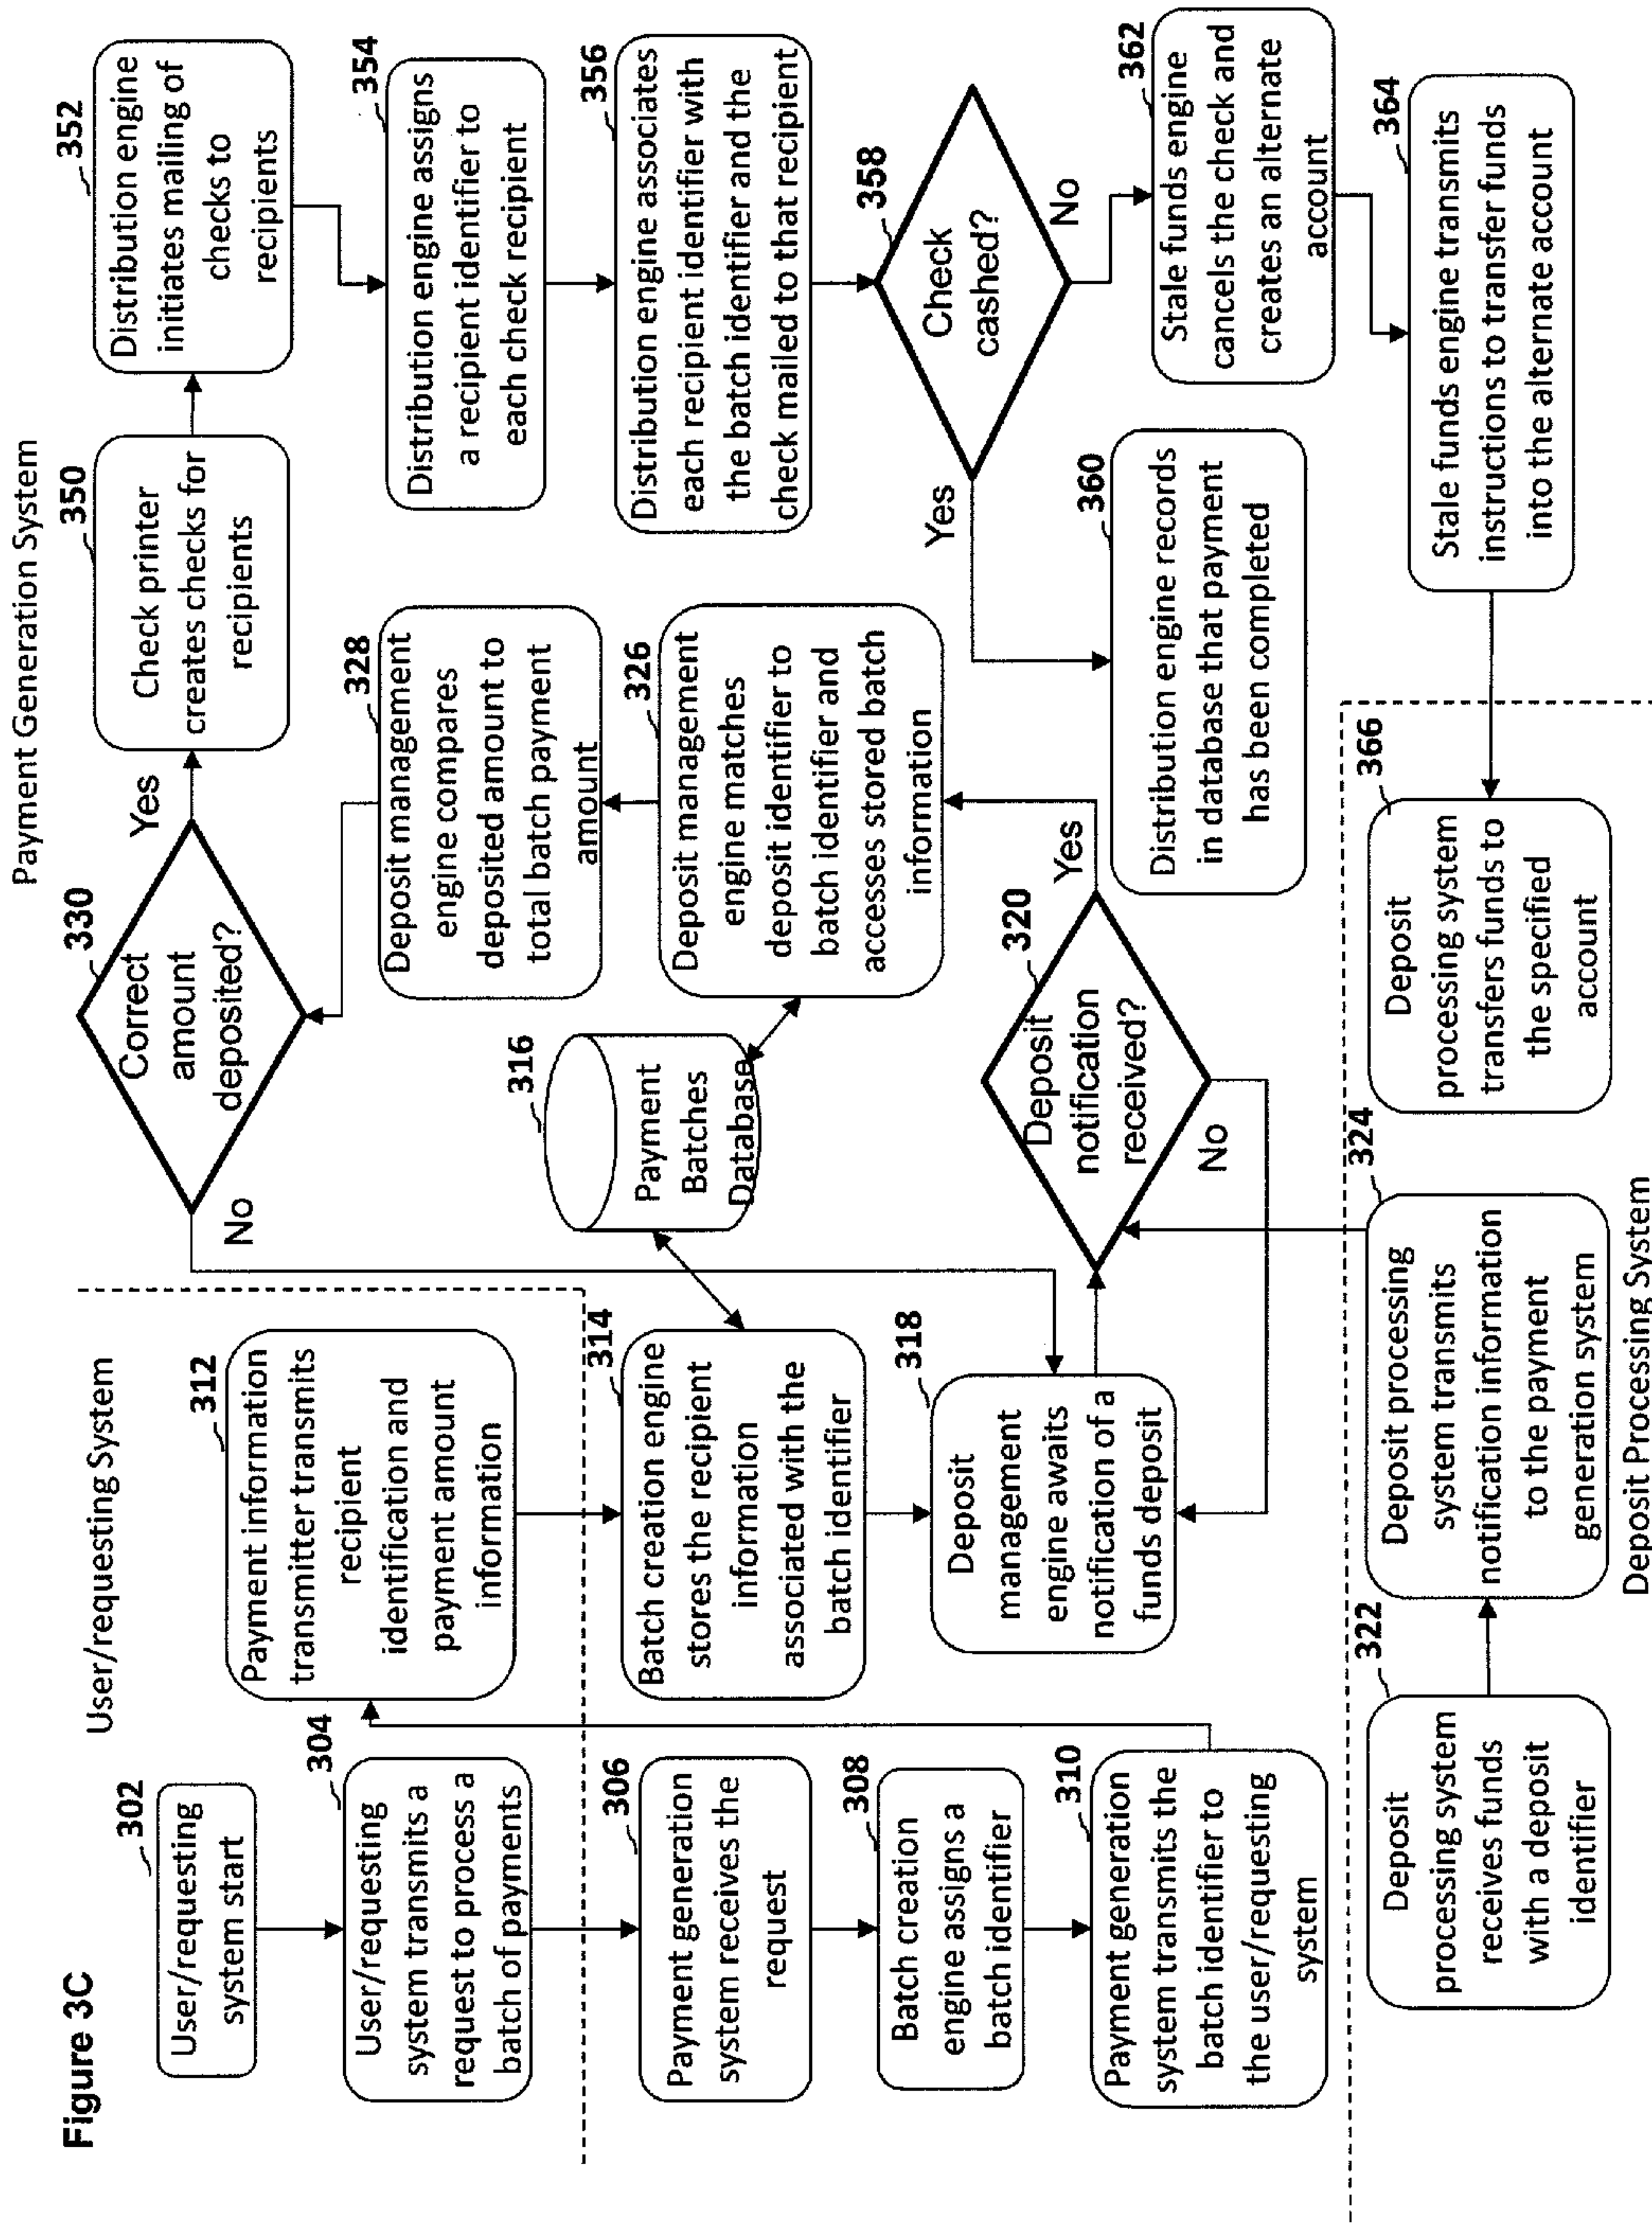 Figure 3C
User/requesting System
Payment Generation System
302
User/requesting
system start
304
User/requesting
system transmits a
request to process a
batch of payments
306
Payment generation
system receives the
request
308
Batch creation
engine assigns a
batch identifier
310
Payment generation
system transmits the
batch identifier to
the user/requesting
system
312
Payment information
transmitter transmits
recipient
identification and
payment amount
information
314
Batch creation engine
stores the recipient
information
associated with the
batch identifier
316
Payment
Batches
Database
318
Deposit
management
engine awaits
notification of a
funds deposit
320
Deposit
notification
received?
Yes
No
322
Deposit
processing system
receives funds
with a deposit
identifier
324
Deposit processing
system transmits
notification information
to the payment
generation system
326
Deposit management
engine matches
deposit identifier to
batch identifier and
accesses stored batch
information
328
Deposit management
engine compares
deposited amount to
total batch payment
amount
330
Correct
amount
deposited?
Yes
No
350
Check printer
creates checks for
recipients
352
Distribution engine
initiates mailing of
checks to
recipients
354
Distribution engine assigns
a recipient identifier to
each check recipient
356
Distribution engine associates
each recipient identifier with
the batch identifier and the
check mailed to that recipient
358
Check
cashed?
Yes
No
360
Distribution engine records
in database that payment
has been completed
362
Stale funds engine
cancels the check and
creates an alternate
account
364
Stale funds engine transmits
instructions to transfer funds
into the alternate account
366
Deposit
processing system
transfers funds to
the specified
account
Deposit Processing System